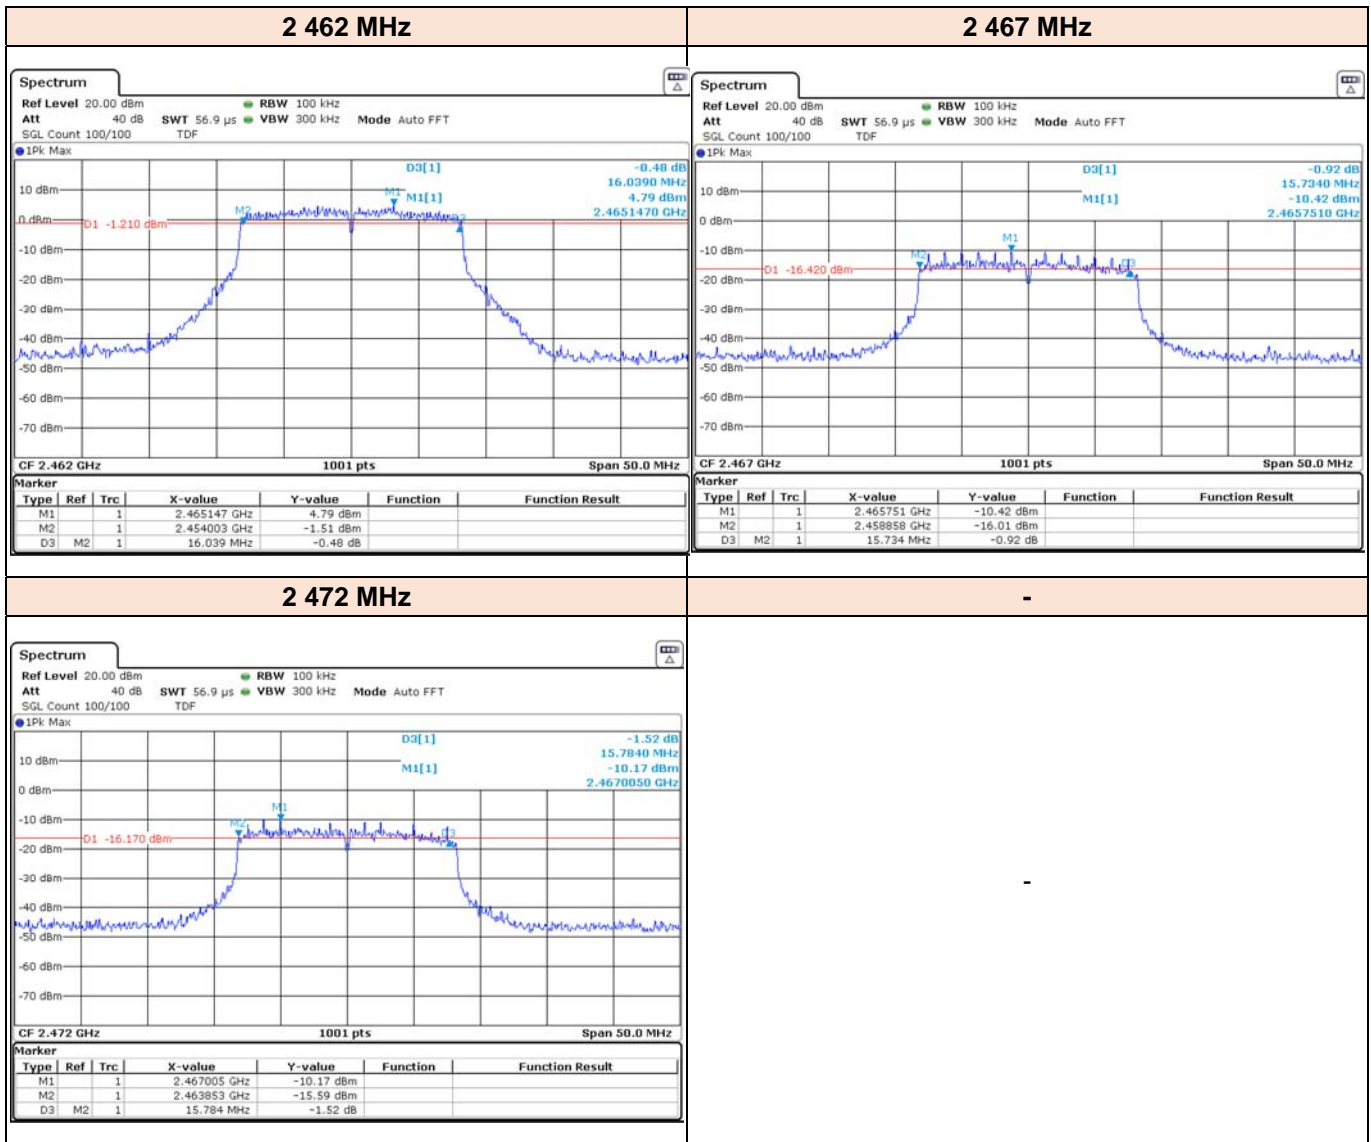 2 462 MHz
2 467 MHz
Spectrum
Ref Level 20.00 dBm RBW 100 kHz
Att 40 dB SWT 56.9 µs VBW 300 kHz Mode Auto FFT
SGL Count 100/100 TDF
1Pk Max
D3[1] -0.48 dB
16.0390 MHz
M1[1] 4.79 dBm
2.4651470 GHz
M1
M2
10 dBm
0 dBm
D1 -1.210 dBm
-10 dBm
-20 dBm
-30 dBm
-40 dBm
-50 dBm
-60 dBm
-70 dBm
CF 2.462 GHz 1001 pts Span 50.0 MHz
Marker
Type Ref Trc X-value Y-value Function Function Result
M1 1 2.465147 GHz 4.79 dBm
M2 1 2.454003 GHz -1.51 dBm
D3 M2 1 16.039 MHz -0.48 dB
Spectrum
Ref Level 20.00 dBm RBW 100 kHz
Att 40 dB SWT 56.9 µs VBW 300 kHz Mode Auto FFT
SGL Count 100/100 TDF
1Pk Max
D3[1] -0.92 dB
15.7340 MHz
M1[1] -10.42 dBm
2.4657510 GHz
10 dBm
0 dBm
-10 dBm
M1
M2
D3
D1 -16.420 dBm
-20 dBm
-30 dBm
-40 dBm
-50 dBm
-60 dBm
-70 dBm
CF 2.467 GHz 1001 pts Span 50.0 MHz
Marker
Type Ref Trc X-value Y-value Function Function Result
M1 1 2.465751 GHz -10.42 dBm
M2 1 2.458858 GHz -16.01 dBm
D3 M2 1 15.734 MHz -0.92 dB
2 472 MHz
-
Spectrum
Ref Level 20.00 dBm RBW 100 kHz
Att 40 dB SWT 56.9 µs VBW 300 kHz Mode Auto FFT
SGL Count 100/100 TDF
1Pk Max
D3[1] -1.52 dB
15.7840 MHz
M1[1] -10.17 dBm
2.4670050 GHz
10 dBm
0 dBm
-10 dBm
M1
M2
D3
D1 -16.170 dBm
-20 dBm
-30 dBm
-40 dBm
-50 dBm
-60 dBm
-70 dBm
CF 2.472 GHz 1001 pts Span 50.0 MHz
Marker
Type Ref Trc X-value Y-value Function Function Result
M1 1 2.467005 GHz -10.17 dBm
M2 1 2.463853 GHz -15.59 dBm
D3 M2 1 15.784 MHz -1.52 dB
-